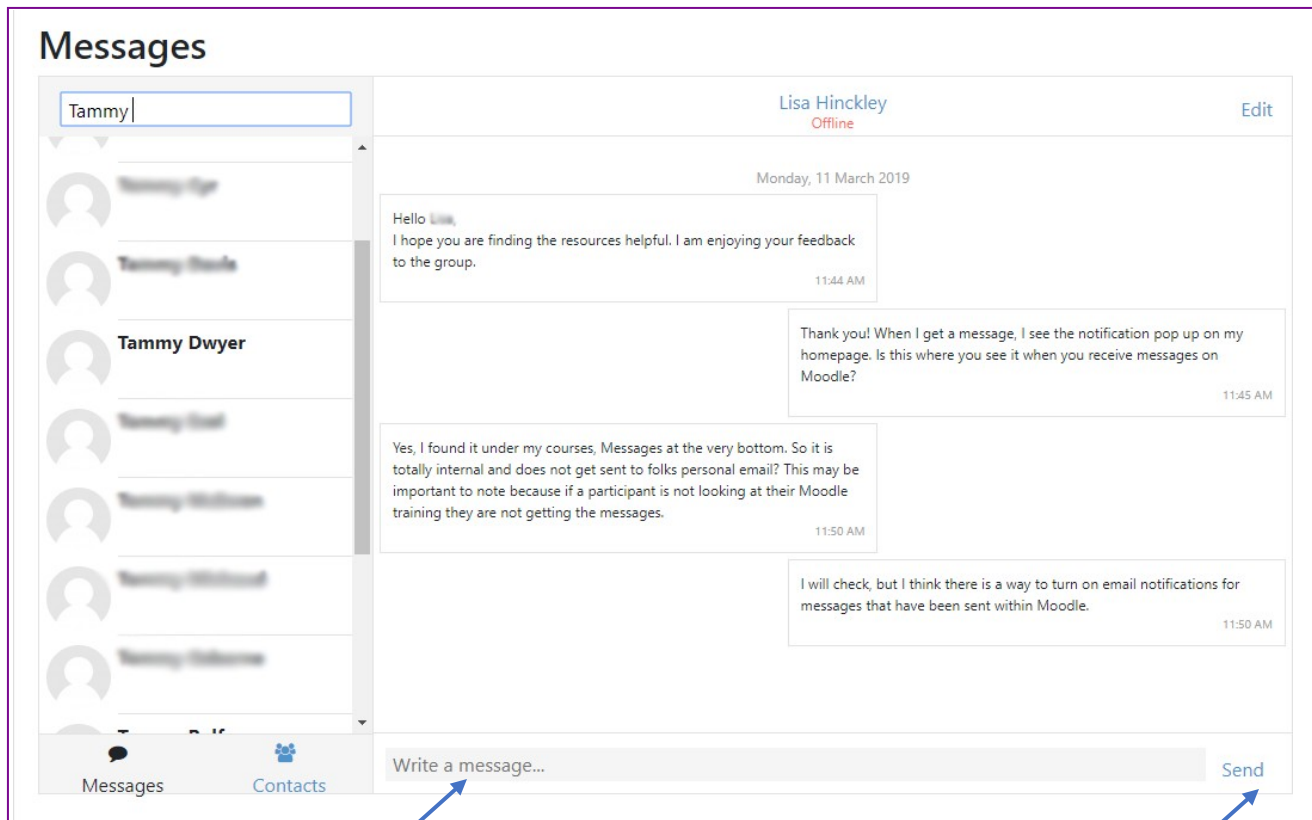 Messages
Tammy
Tammy Dwyer
Messages
Contacts
Lisa Hinckley
Offline
Edit
Monday, 11 March 2019
Hello
I hope you are finding the resources helpful. I am enjoying your feedback
to the group.
11:44 AM
Thank you! When I get a message, I see the notification pop up on my
homepage. Is this where you see it when you receive messages on
Moodle?
11:45 AM
Yes, I found it under my courses, Messages at the very bottom. So it is
totally internal and does not get sent to folks personal email? This may be
important to note because if a participant is not looking at their Moodle
training they are not getting the messages.
11:50 AM
I will check, but I think there is a way to turn on email notifications for
messages that have been sent within Moodle.
11:50 AM
Write a message...
Send